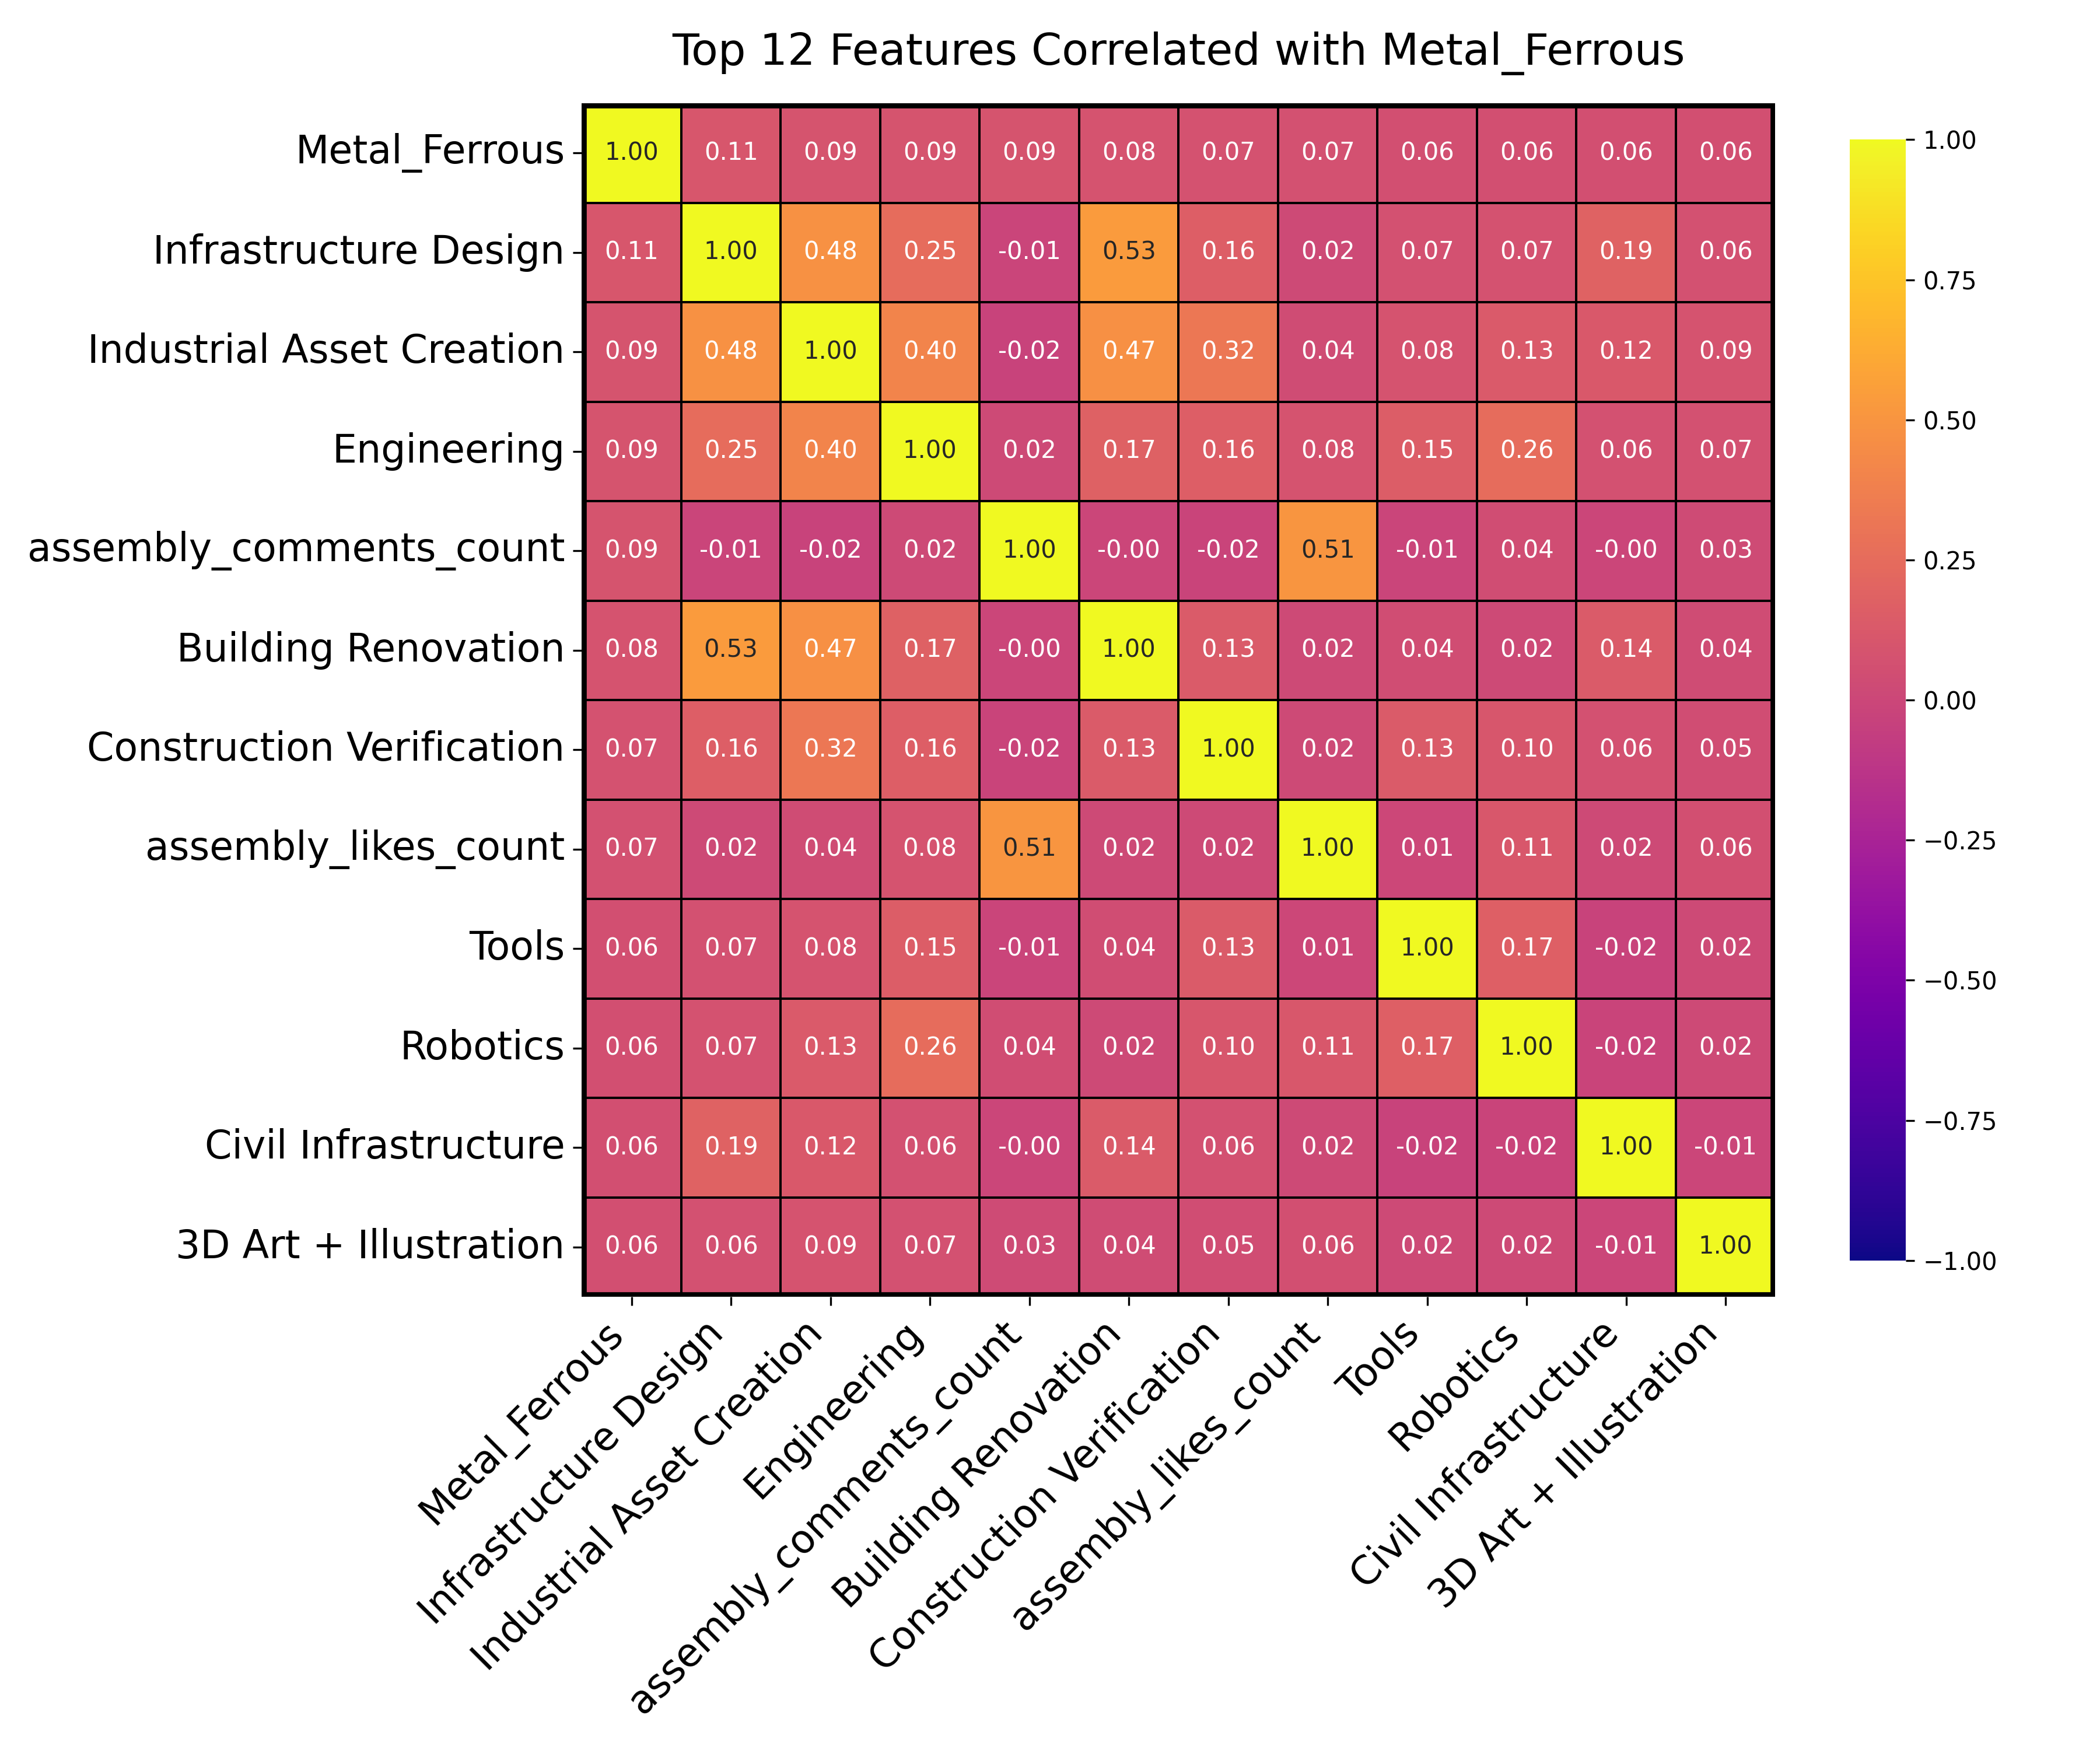 Top 12 Features Correlated with Metal_Ferrous
Metal_Ferrous 1.00 0.11 0.09 0.09 0.09 0.08 0.07 0.07 0.06 0.06 0.06 0.06
Infrastructure Design 0.11 1.00 0.48 0.25 -0.01 0.53 0.16 0.02 0.07 0.07 0.19 0.06
Industrial Asset Creation 0.09 0.48 1.00 0.40 -0.02 0.47 0.32 0.04 0.08 0.13 0.12 0.09
Engineering 0.09 0.25 0.40 1.00 0.02 0.17 0.16 0.08 0.15 0.26 0.06 0.07
assembly_comments_count 0.09 -0.01 -0.02 0.02 1.00 -0.00 -0.02 0.51 -0.01 0.04 -0.00 0.03
Building Renovation 0.08 0.53 0.47 0.17 -0.00 1.00 0.13 0.02 0.04 0.02 0.14 0.04
Construction Verification 0.07 0.16 0.32 0.16 -0.02 0.13 1.00 0.02 0.13 0.10 0.06 0.05
assembly_likes_count 0.07 0.02 0.04 0.08 0.51 0.02 0.02 1.00 0.01 0.11 0.02 0.06
Tools 0.06 0.07 0.08 0.15 -0.01 0.04 0.13 0.01 1.00 0.17 -0.02 0.02
Robotics 0.06 0.07 0.13 0.26 0.04 0.02 0.10 0.11 0.17 1.00 -0.02 0.02
Civil Infrastructure 0.06 0.19 0.12 0.06 -0.00 0.14 0.06 0.02 -0.02 -0.02 1.00 -0.01
3D Art + Illustration 0.06 0.06 0.09 0.07 0.03 0.04 0.05 0.06 0.02 0.02 -0.01 1.00
Metal_Ferrous
Infrastructure Design
Industrial Asset Creation
Engineering
assembly_comments_count
Building Renovation
Construction Verification
assembly_likes_count
Tools
Robotics
Civil Infrastructure
3D Art + Illustration
1.00
0.75
0.50
0.25
0.00
−0.25
−0.50
−0.75
−1.00